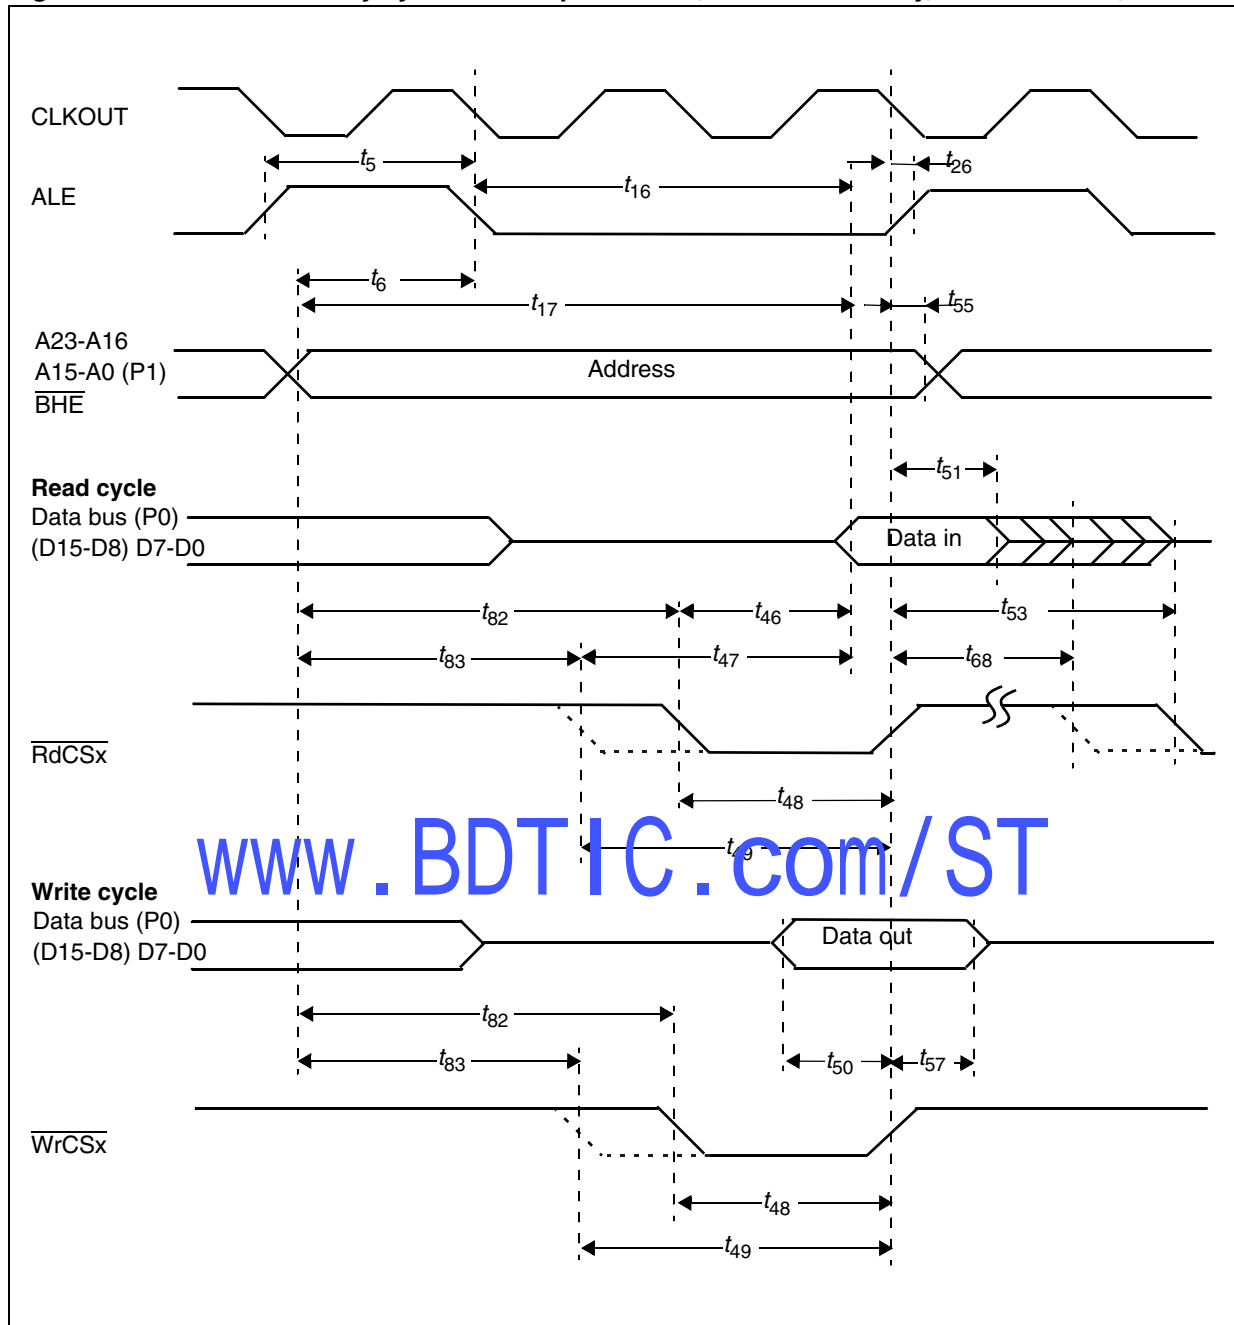 CLKOUT
t5
t26
ALE
t16
t6
t17
t55
A23-A16
A15-A0 (P1)
Address
BHE
t51
Read cycle
Data bus (P0)
(D15-D8) D7-D0
Data in
t82
t46
t53
t83
t47
t68
RdCSx
t48
t49
www.BDTIC.com/ST
Write cycle
Data bus (P0)
(D15-D8) D7-D0
Data out
t82
t83
t50
t57
WrCSx
t48
t49